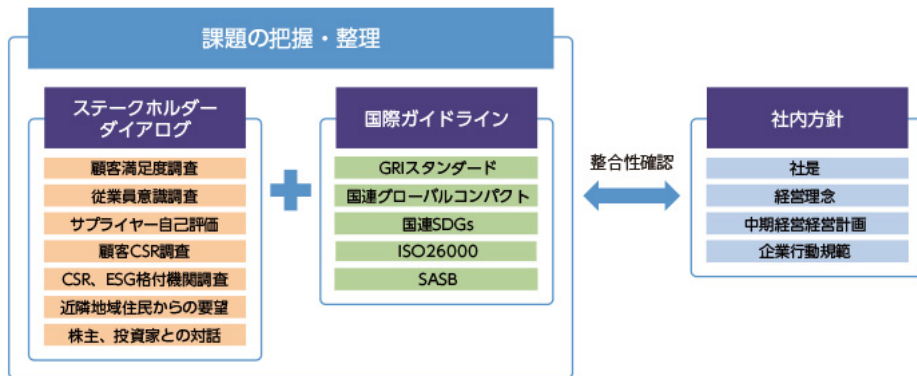 課題の把握・整理
ステークホルダー
ダイアログ
顧客満足度調査
従業員意識調査
サプライヤー自己評価
顧客CSR調査
CSR、ESG格付機関調査
近隣地域住民からの要望
株主、投資家との対話
国際ガイドライン
GRIスタンダード
国連グローバルコンパクト
国連SDGs
ISO26000
SASB
整合性確認
社内方針
社是
経営理念
中期経営経営計画
企業行動規範